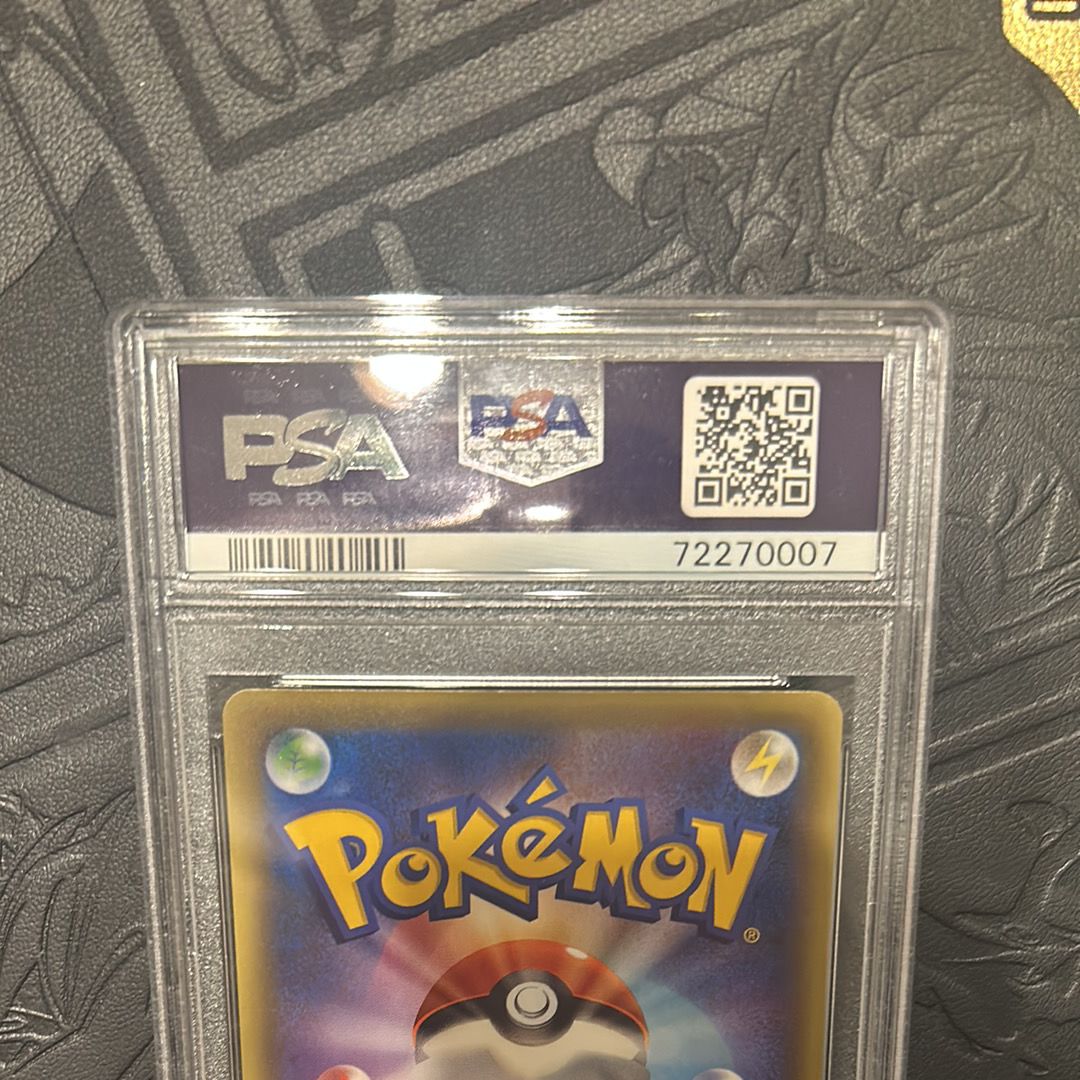 PSA
PSA
PSA PSA PSA
72270007
POKéMON
®